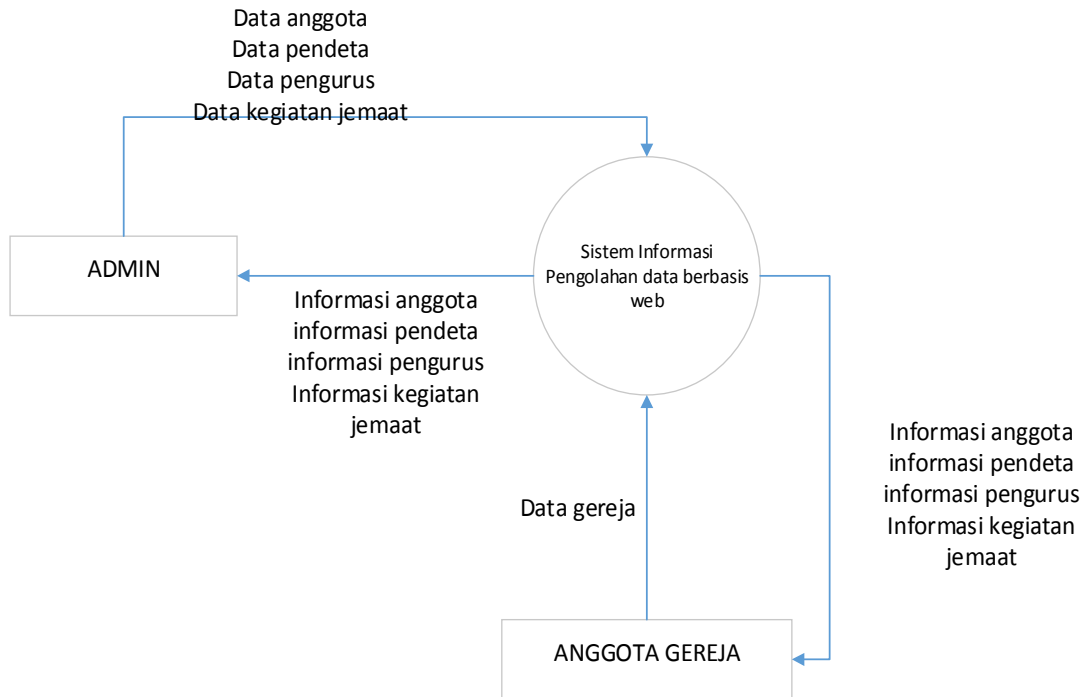 Data anggota
Data pendeta
Data pengurus
Data kegiatan jemaat
ADMIN
Sistem Informasi
Pengolahan data berbasis
web
Informasi anggota
informasi pendeta
informasi pengurus
Informasi kegiatan
jemaat
Informasi anggota
informasi pendeta
informasi pengurus
Informasi kegiatan
jemaat
Data gereja
ANGGOTA GEREJA